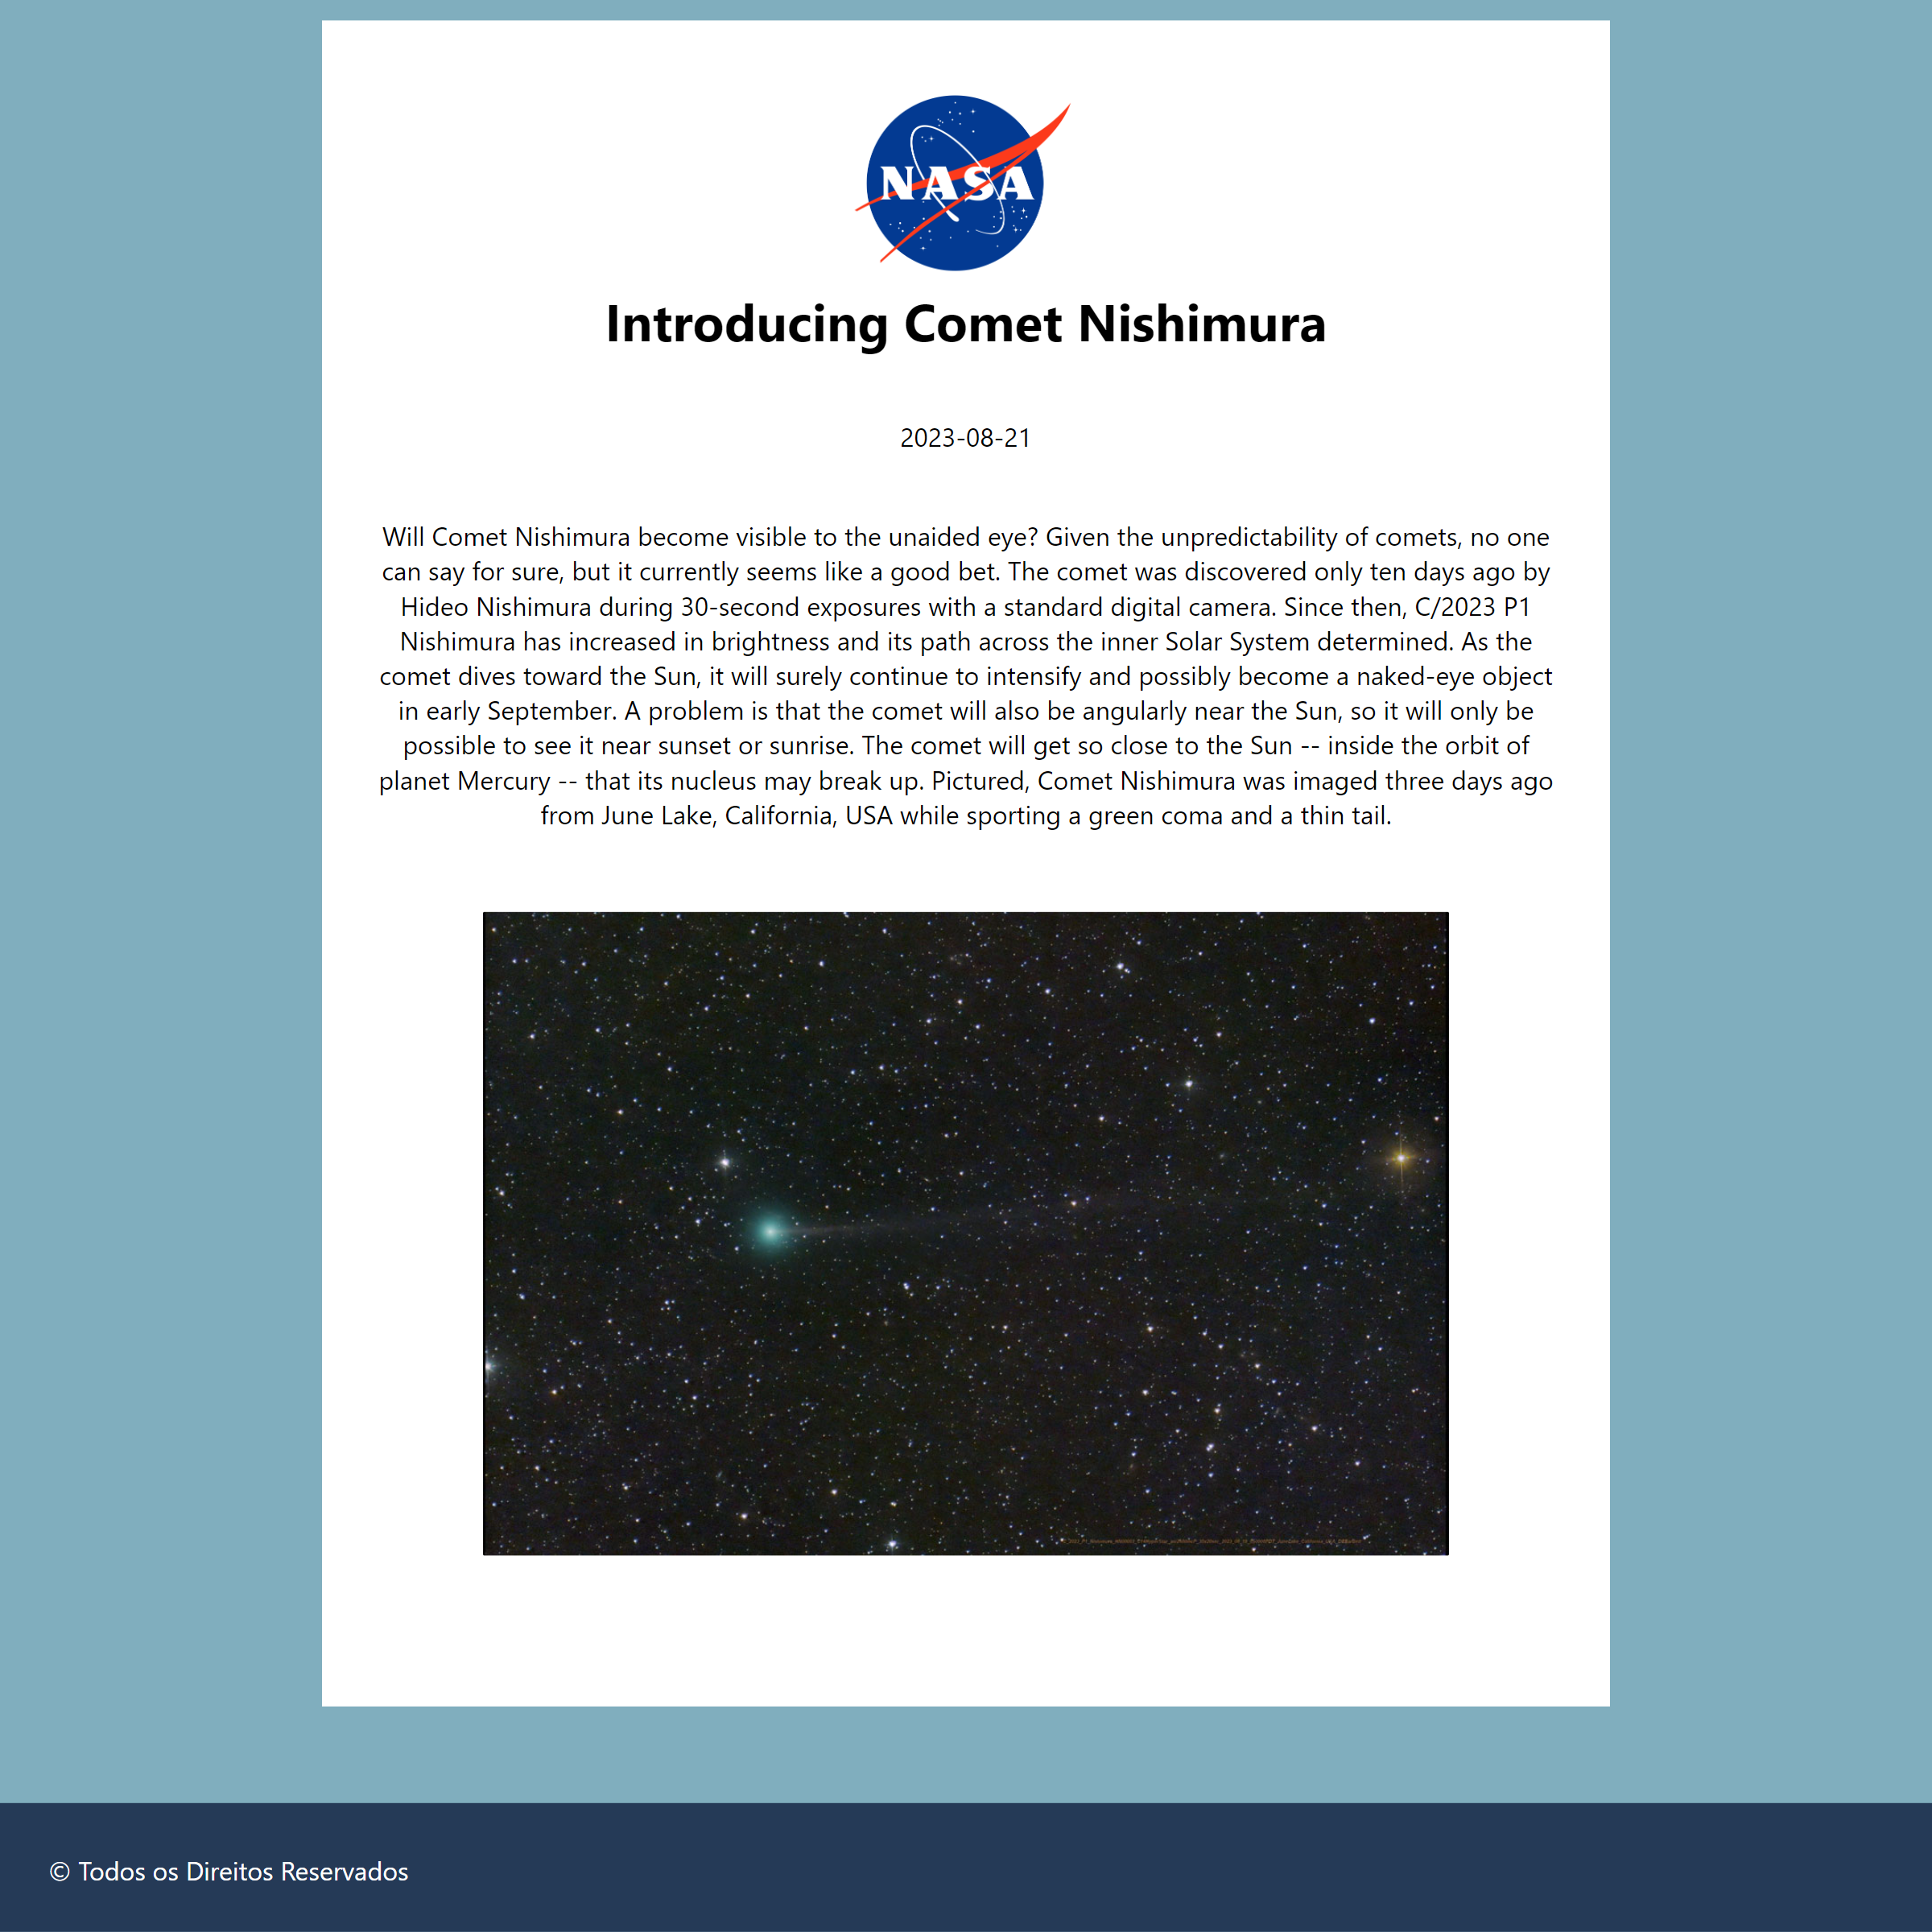 NASA
Introducing Comet Nishimura
2023-08-21
Will Comet Nishimura become visible to the unaided eye? Given the unpredictability of comets, no one
can say for sure, but it currently seems like a good bet. The comet was discovered only ten days ago by
Hideo Nishimura during 30-second exposures with a standard digital camera. Since then, C/2023 P1
Nishimura has increased in brightness and its path across the inner Solar System determined. As the
comet dives toward the Sun, it will surely continue to intensify and possibly become a naked-eye object
in early September. A problem is that the comet will also be angularly near the Sun, so it will only be
possible to see it near sunset or sunrise. The comet will get so close to the Sun -- inside the orbit of
planet Mercury -- that its nucleus may break up. Pictured, Comet Nishimura was imaged three days ago
from June Lake, California, USA while sporting a green coma and a thin tail.
© Todos os Direitos Reservados